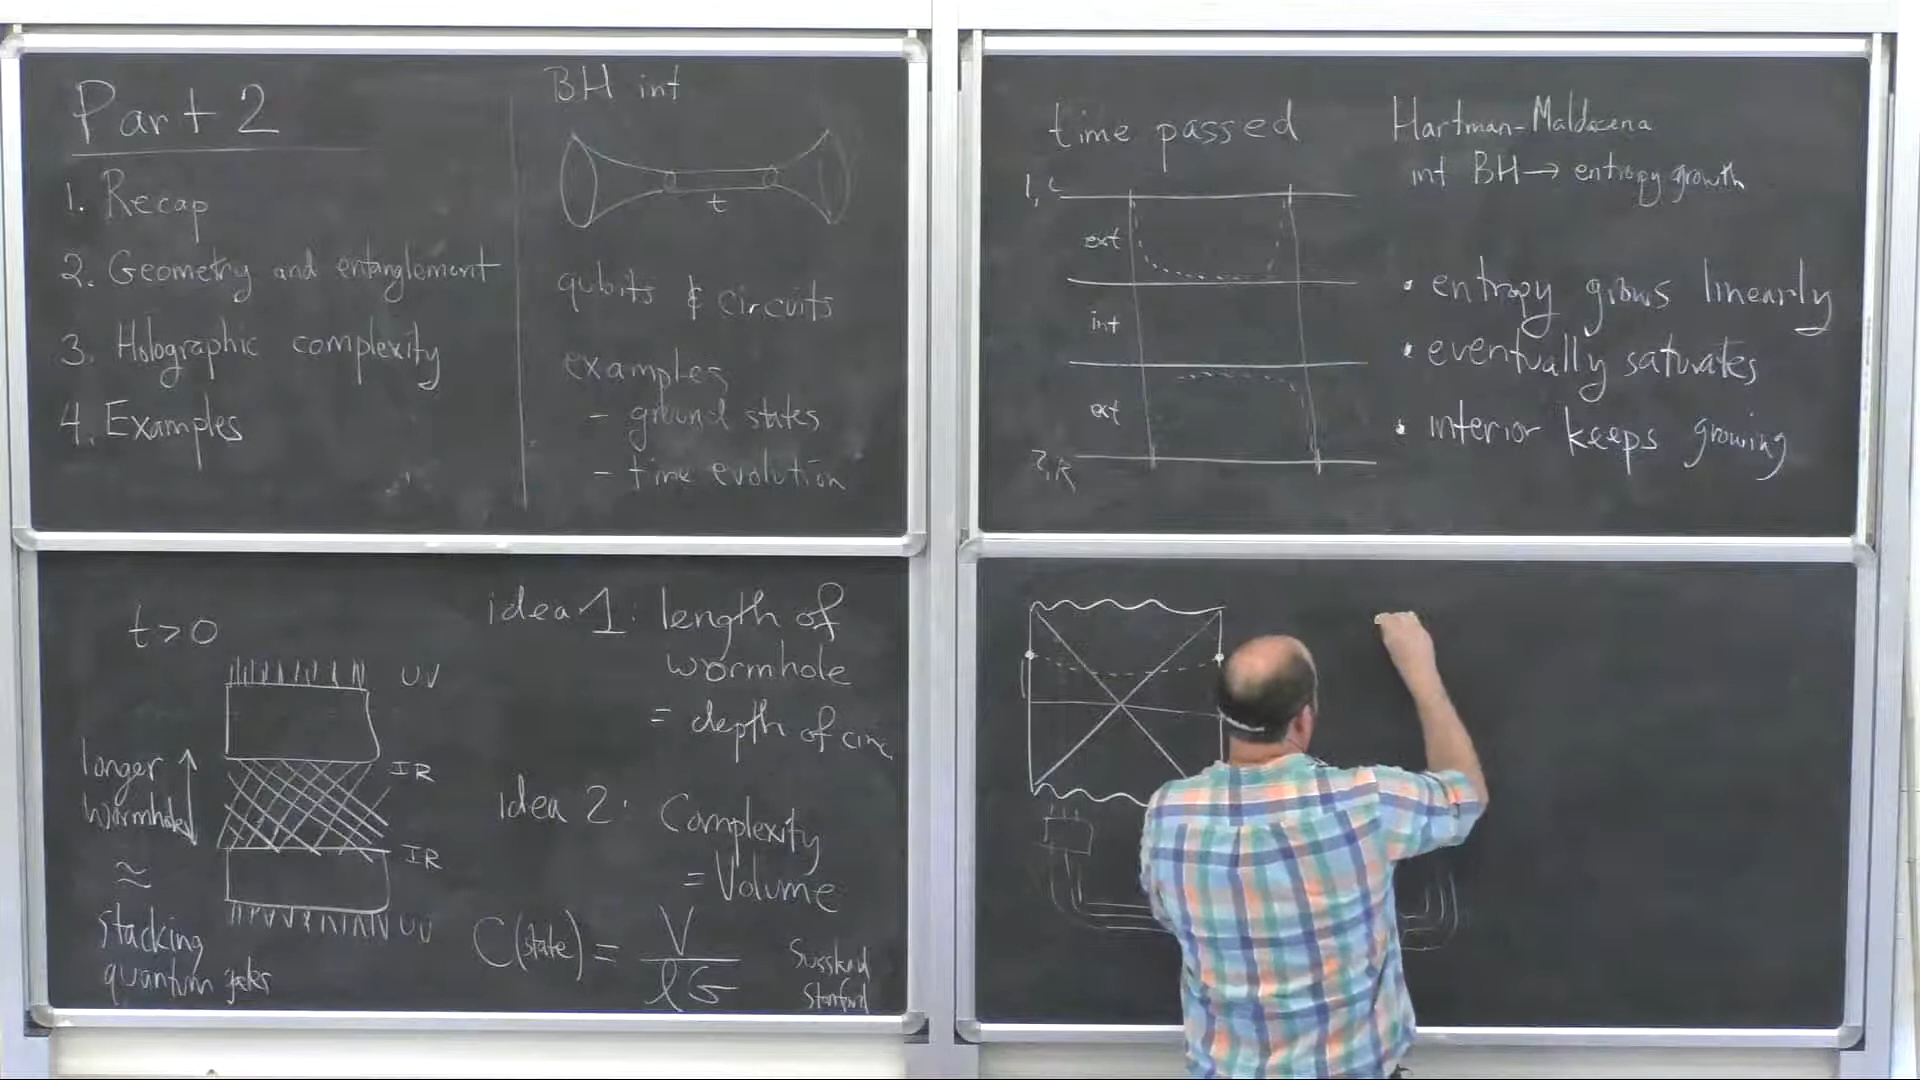 Part 2
1. Recap
2. Geometry and entanglement
3. Holographic complexity
4. Examples
BH int
t
qubits & circuits
examples
- ground states
- time evolution
time passed
1, L
ext
int
ext
2, R
Hartman-Maldacena
int BH → entropy growth
• entropy grows linearly
• eventually saturates
• interior keeps growing
t>0
UV
longer
wormhole
IR
IR
≈
UV
stacking
quantum gates
idea 1: length of
wormhole
= depth of circ
idea 2: Complexity
= Volume
C(state) = V / lG
Susskind
Stanford